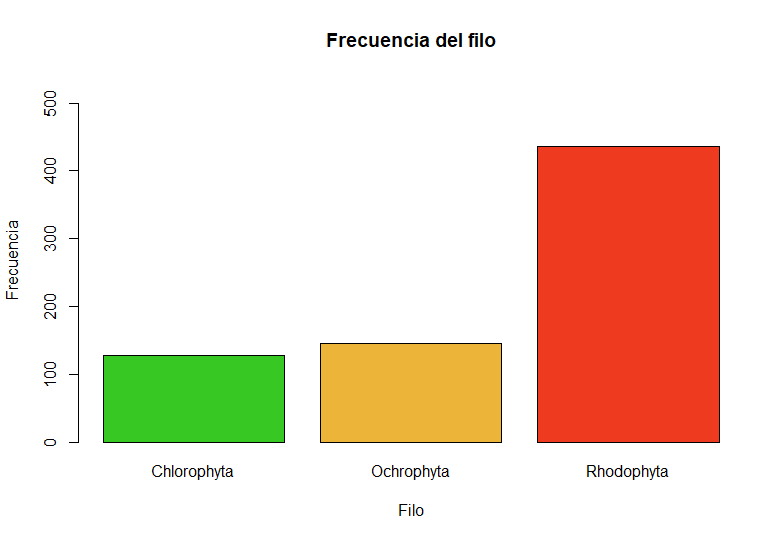 Frecuencia del filo
500
400
300
200
100
0
Frecuencia
Chlorophyta
Ochrophyta
Rhodophyta
Filo